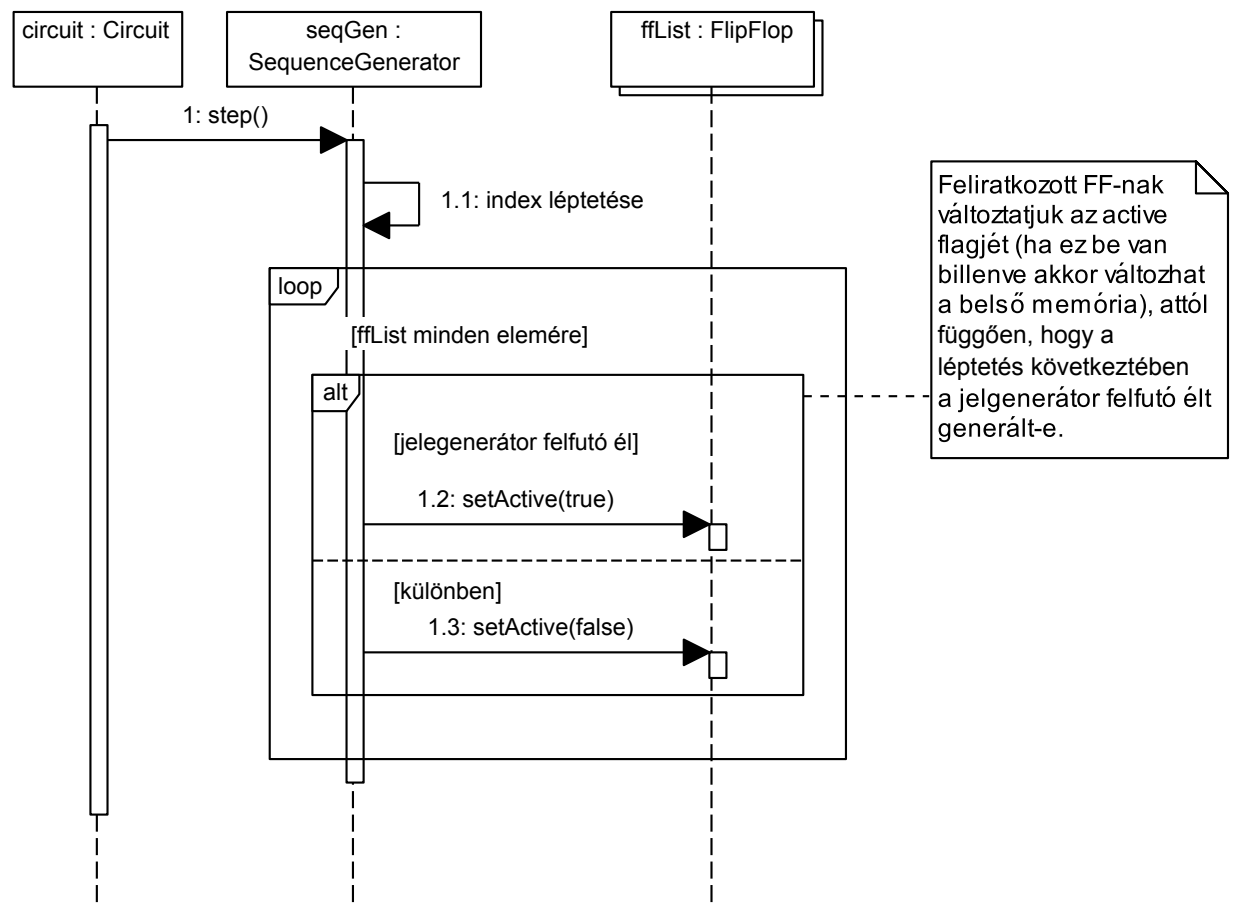 circuit : Circuit
seqGen :
SequenceGenerator
ffList : FlipFlop
1: step()
1.1: index léptetése
loop
[ffList minden elemére]
alt
[jelegenerátor felfutó él]
1.2: setActive(true)
[különben]
1.3: setActive(false)
Feliratkozott FF-nak
változtatjuk az active
flagjét (ha ez be van
billenve akkor változhat
a belső memória), attól
függően, hogy a
léptetés következtében
a jelgenerátor felfutó élt
generált-e.